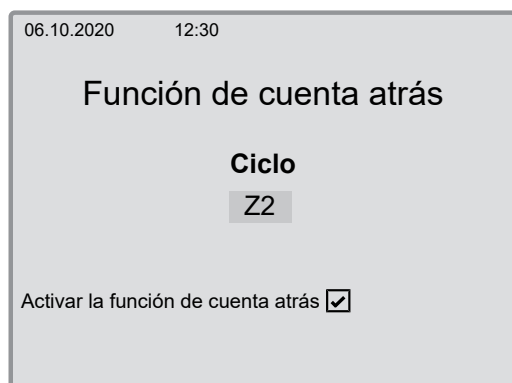 06.10.2020 12:30
Función de cuenta atrás
Ciclo
Z2
Activar la función de cuenta atrás